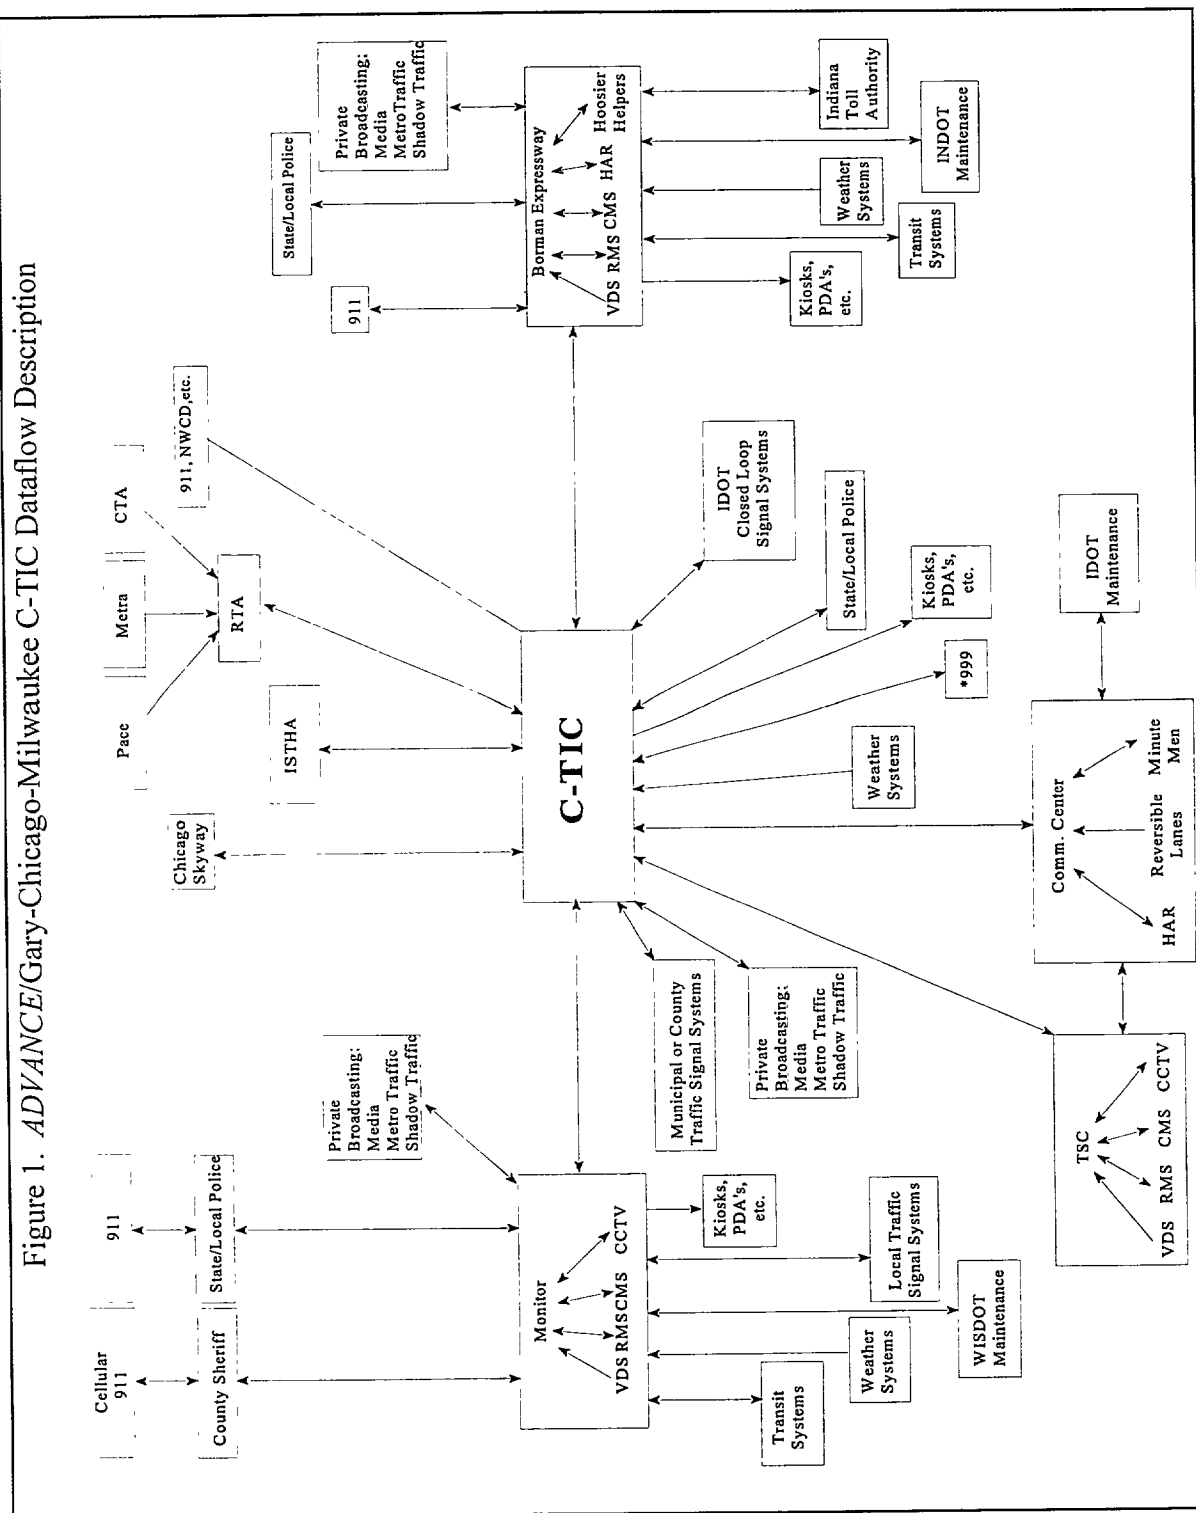 Figure 1. ADVANCE/Gary-Chicago-Milwaukee C-TIC Dataflow Description
Cellular
911
911
County Sheriff
State/Local Police
Private
Broadcasting:
Media
Metro Traffic
Shadow Traffic
Monitor
VDS RMSCMS CCTV
Transit
Systems
Weather
Systems
WISDOT
Maintenance
Local Traffic
Signal Systems
Kiosks,
PDA's,
etc.
Pace
Metra
CTA
RTA
911, NWCD,etc.
Chicago
Skyway
ISTHA
C-TIC
Municipal or County
Traffic Signal Systems
Private
Broadcasting:
Media
Metro Traffic
Shadow Traffic
Weather
Systems
*999
Kiosks,
PDA's,
etc.
State/Local Police
IDOT
Closed Loop
Signal Systems
TSC
VDS RMS CMS CCTV
Comm. Center
HAR
Reversible
Lanes
Minute
Men
IDOT
Maintenance
911
State/Local Police
Private
Broadcasting:
Media
MetroTraffic
Shadow Traffic
Borman Expressway
VDS RMS CMS HAR
Hoosier
Helpers
Kiosks,
PDA's,
etc.
Transit
Systems
Weather
Systems
INDOT
Maintenance
Indiana
Toll
Authority